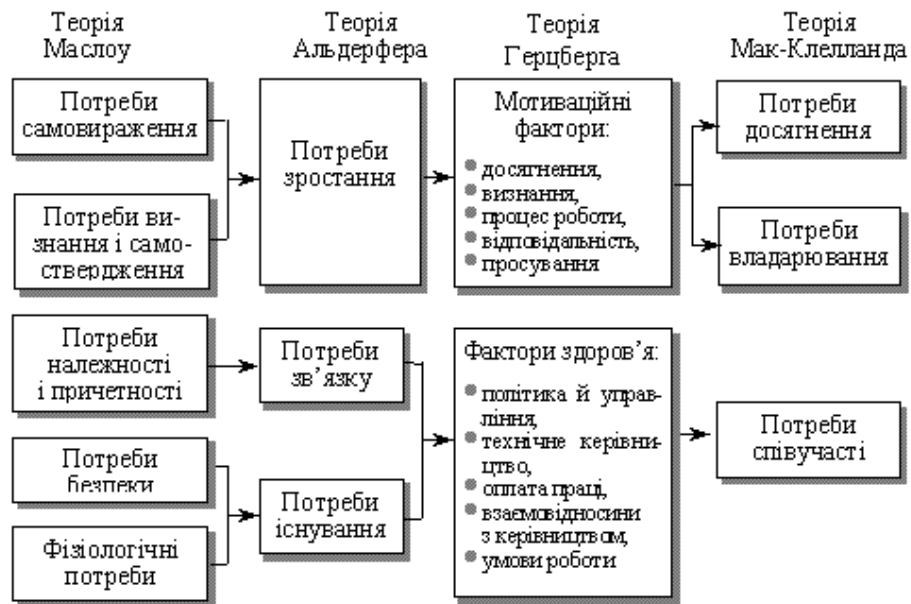 Теорія
Маслоу
Теорія
Альдерфера
Теорія
Герцберга
Теорія
Мак-Клелланда
Потреби
самовираження
Потреби ви-
знання і само-
ствердження
Потреби
зростання
Мотиваційні
фактори:
досягнення,
визнання,
процес роботи,
відповідальність,
просування
Потреби
досягнення
Потреби
владарювання
Потреби
належності
і причетності
Потреби
зв’язку
Фактори здоров’я:
політика й управ-
ління,
технічне керівни-
цтво,
оплата праці,
взаємовідносини
з керівництвом,
умови роботи
Потреби
співучасті
Потреби
безпеки
Потреби
існування
Фізіологічні
потреби